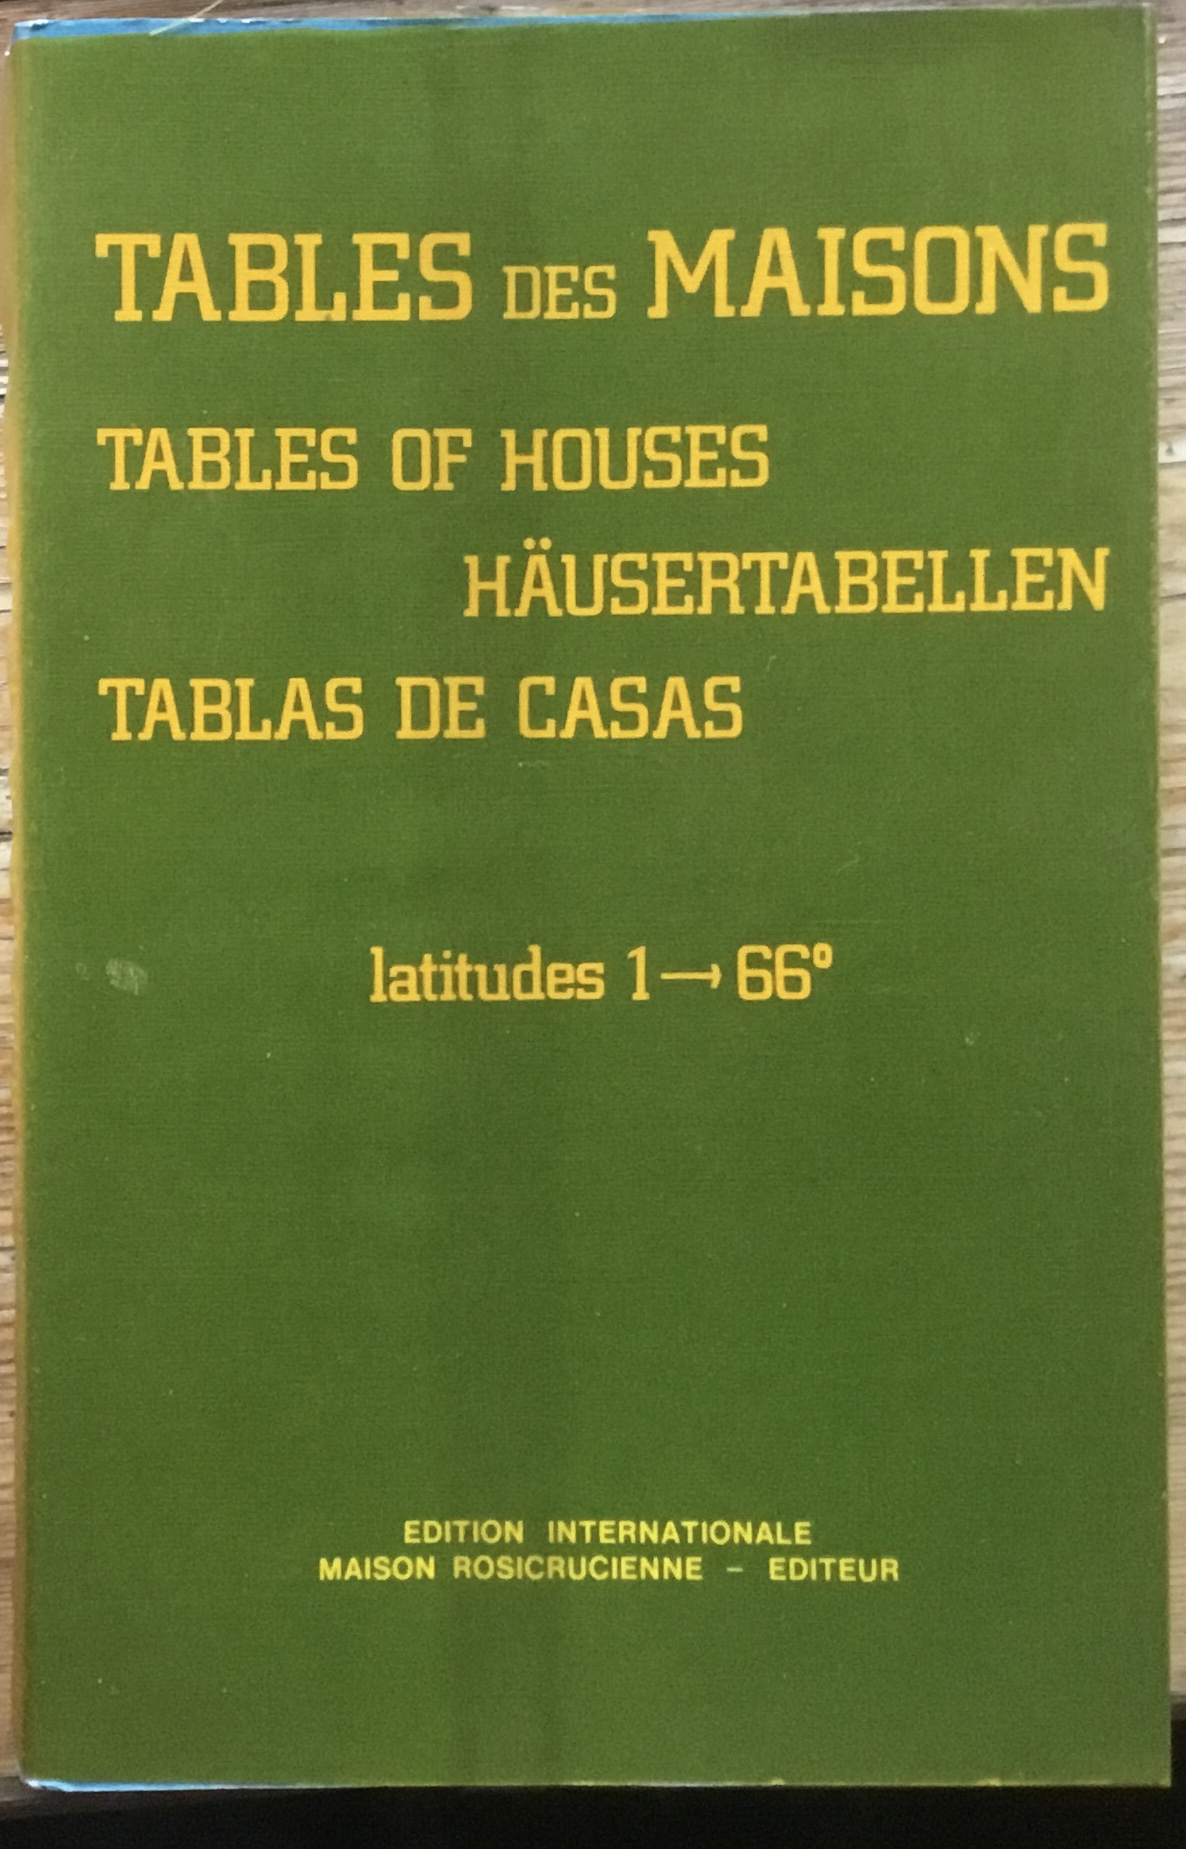 TABLES DES MAISONS
TABLES OF HOUSES
HÄUSERTABELLEN
TABLAS DE CASAS
latitudes 1→66°
EDITION INTERNATIONALE
MAISON ROSICRUCIENNE – EDITEUR